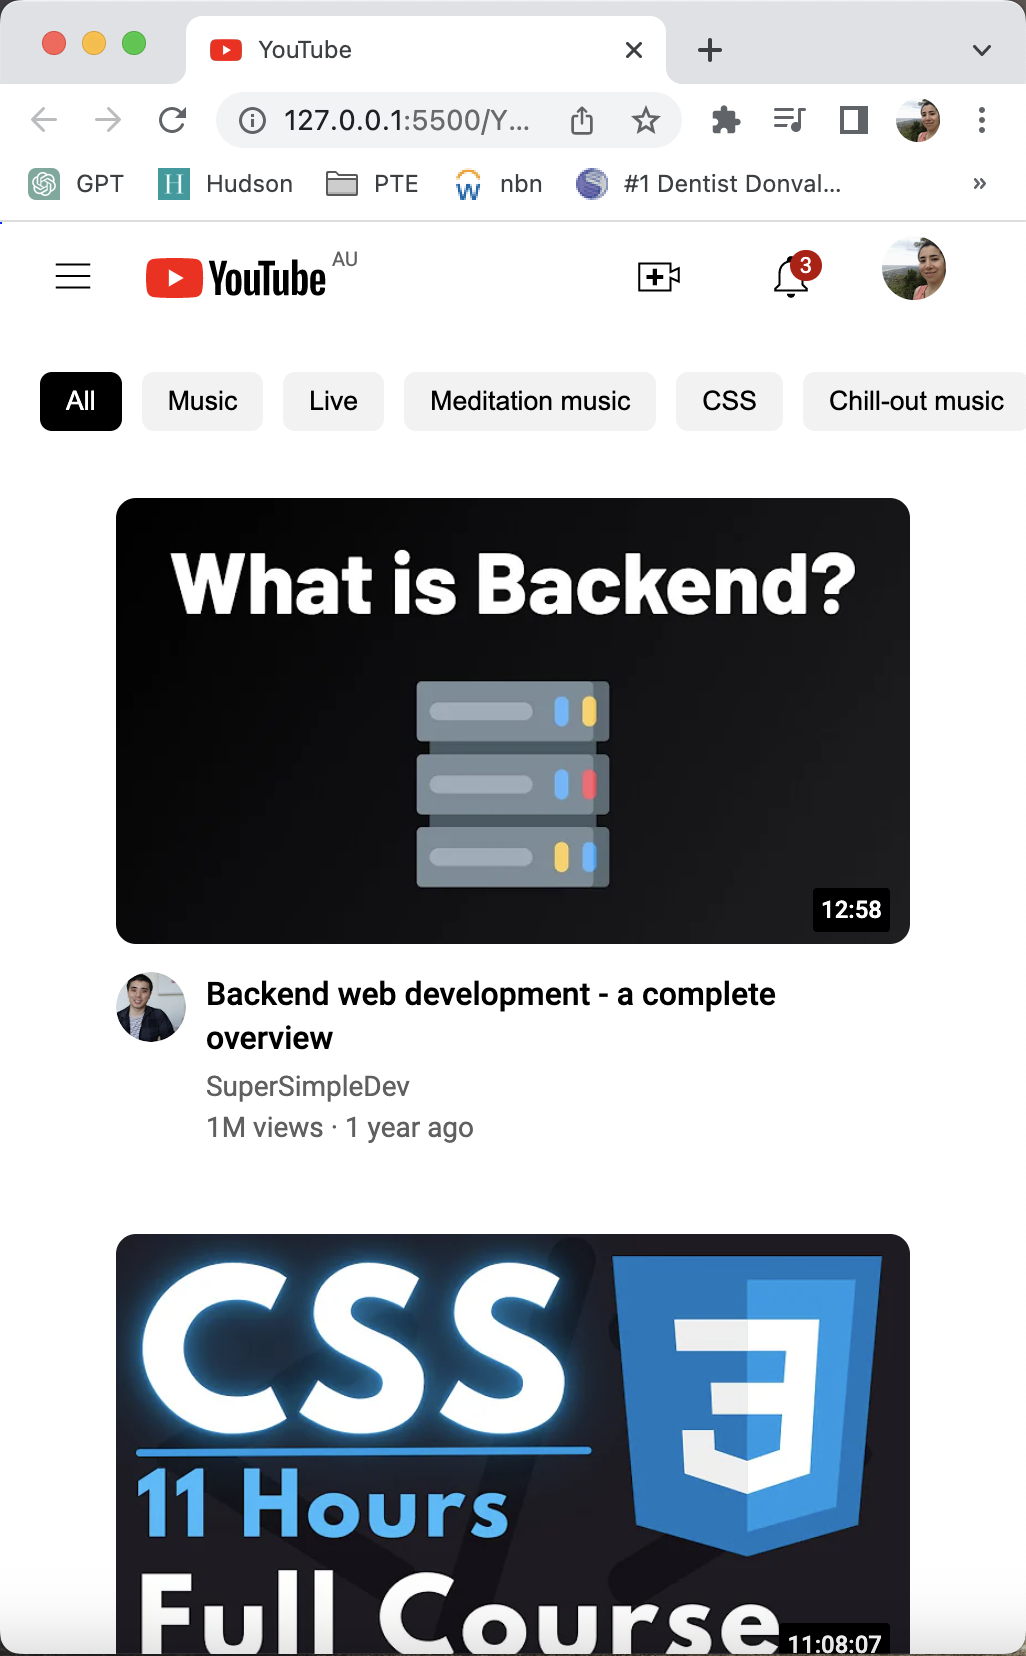 YouTube
127.0.0.1:5500/Y...
GPT
H Hudson
PTE
W nbn
#1 Dentist Donval...
»
YouTube AU
3
All
Music
Live
Meditation music
CSS
Chill-out music
What is Backend?
12:58
Backend web development - a complete
overview
SuperSimpleDev
1M views · 1 year ago
CSS
3
11 Hours
Full Course
11:08:07